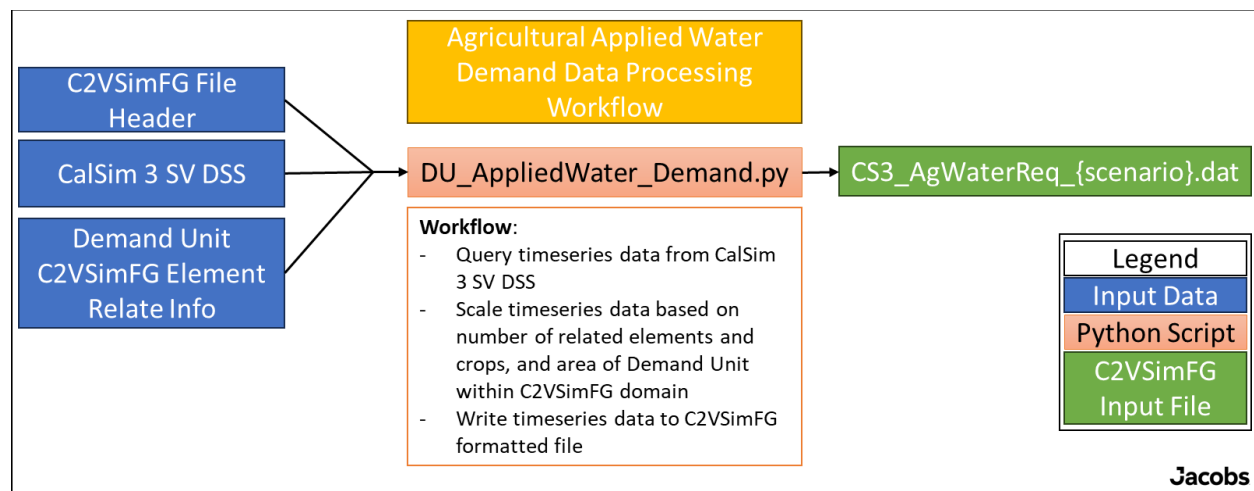 Agricultural Applied Water
Demand Data Processing
Workflow
C2VSimFG File
Header
CalSim 3 SV DSS
Demand Unit
C2VSimFG Element
Relate Info
DU_AppliedWater_Demand.py
CS3_AgWaterReq_{scenario}.dat
Workflow:
- Query timeseries data from CalSim
3 SV DSS
- Scale timeseries data based on
number of related elements and
crops, and area of Demand Unit
within C2VSimFG domain
- Write timeseries data to C2VSimFG
formatted file
Legend
Input Data
Python Script
C2VSimFG
Input File
Jacobs